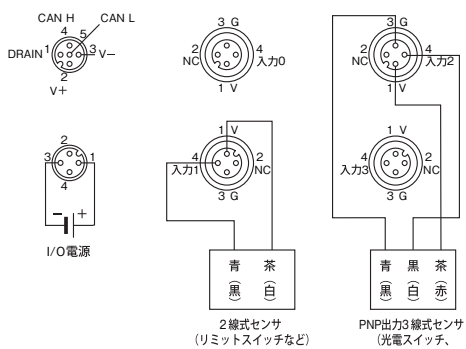 CAN H
CAN L
4
5
DRAIN
1
3
V−
2
V+
3 G
2
NC
4
入力0
1 V
3 G
2
NC
4
入力2
1 V
2
3
1
4
−
+
I/O電源
1 V
4
入力1
2
NC
3 G
1 V
4
入力3
2
NC
3 G
青 茶
(黒) (白)
2線式センサ
(リミットスイッチなど)
青 黒 茶
(黒) (白) (赤)
PNP出力3線式センサ
(光電スイッチ、